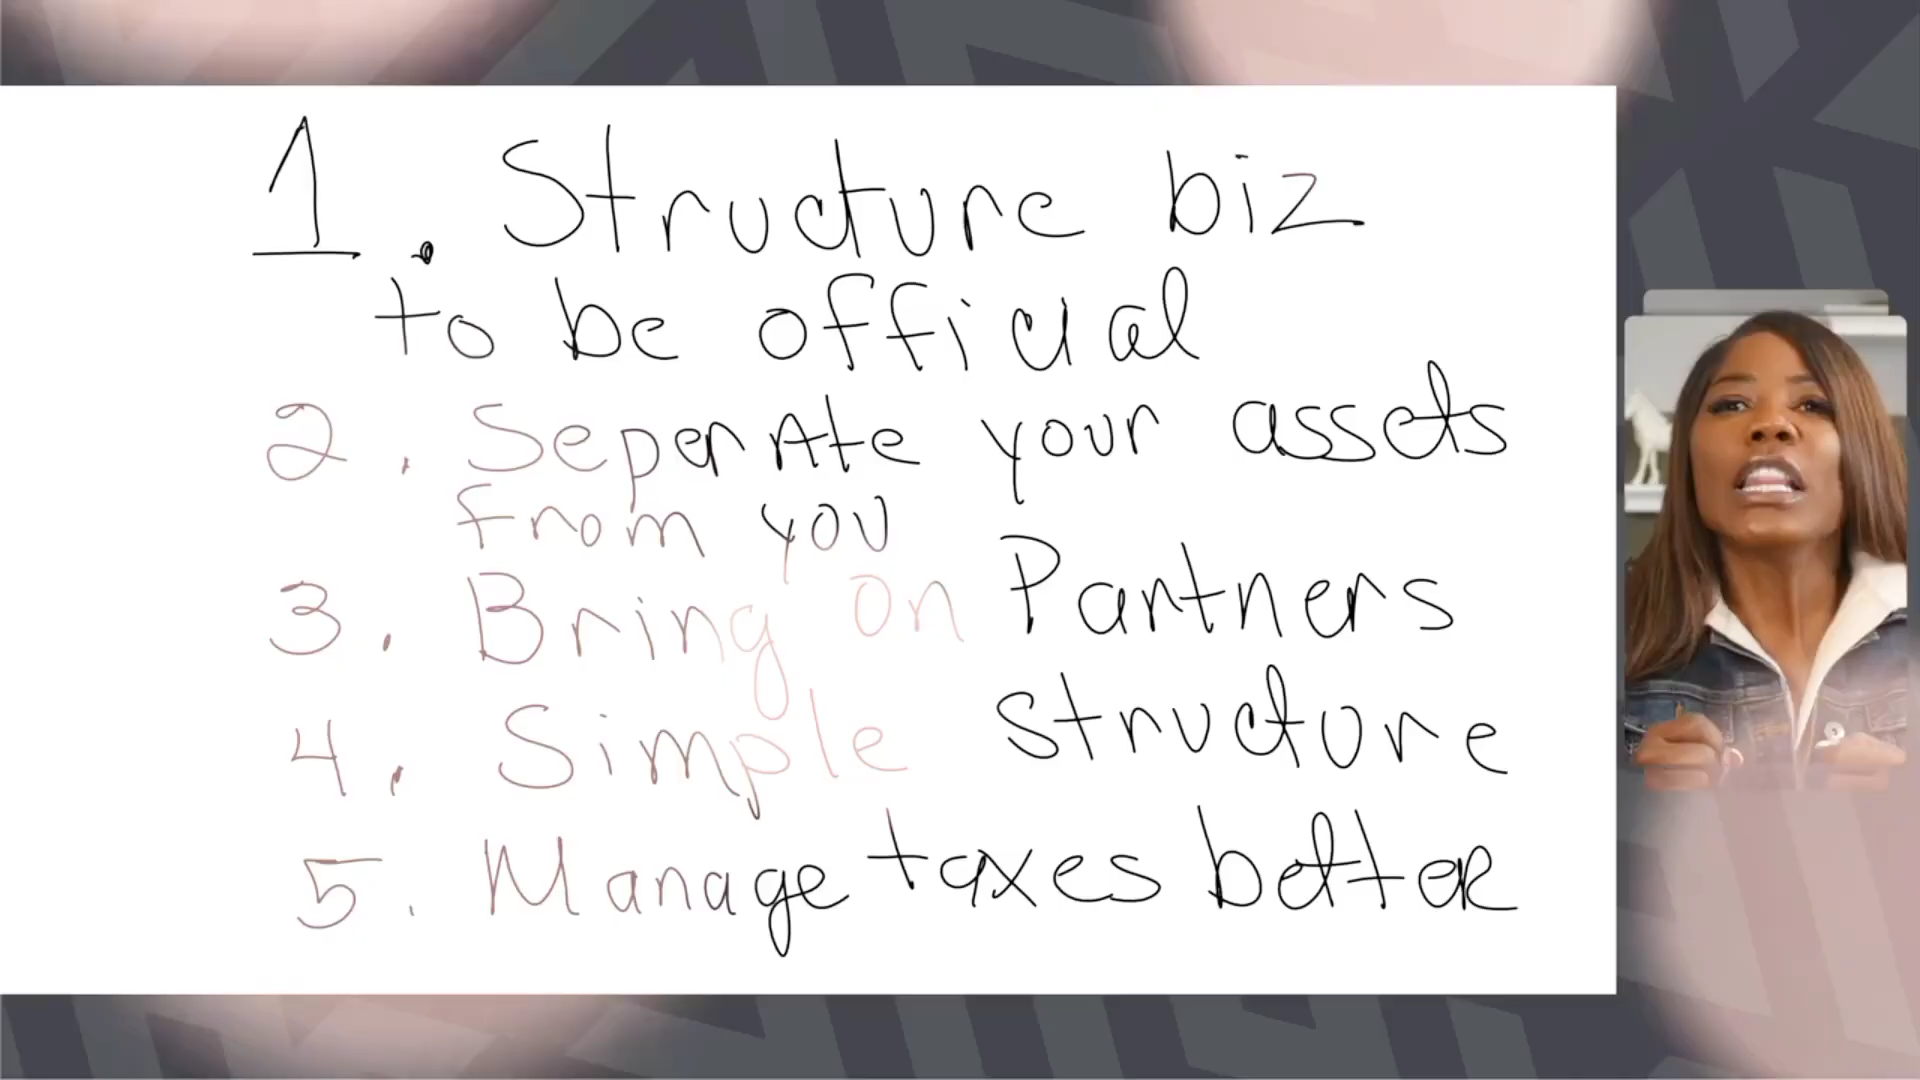 1. Structure biz
to be official
2. Seperate your assets
from you
3. Bring on Partners
4. Simple structure
5. Manage taxes better